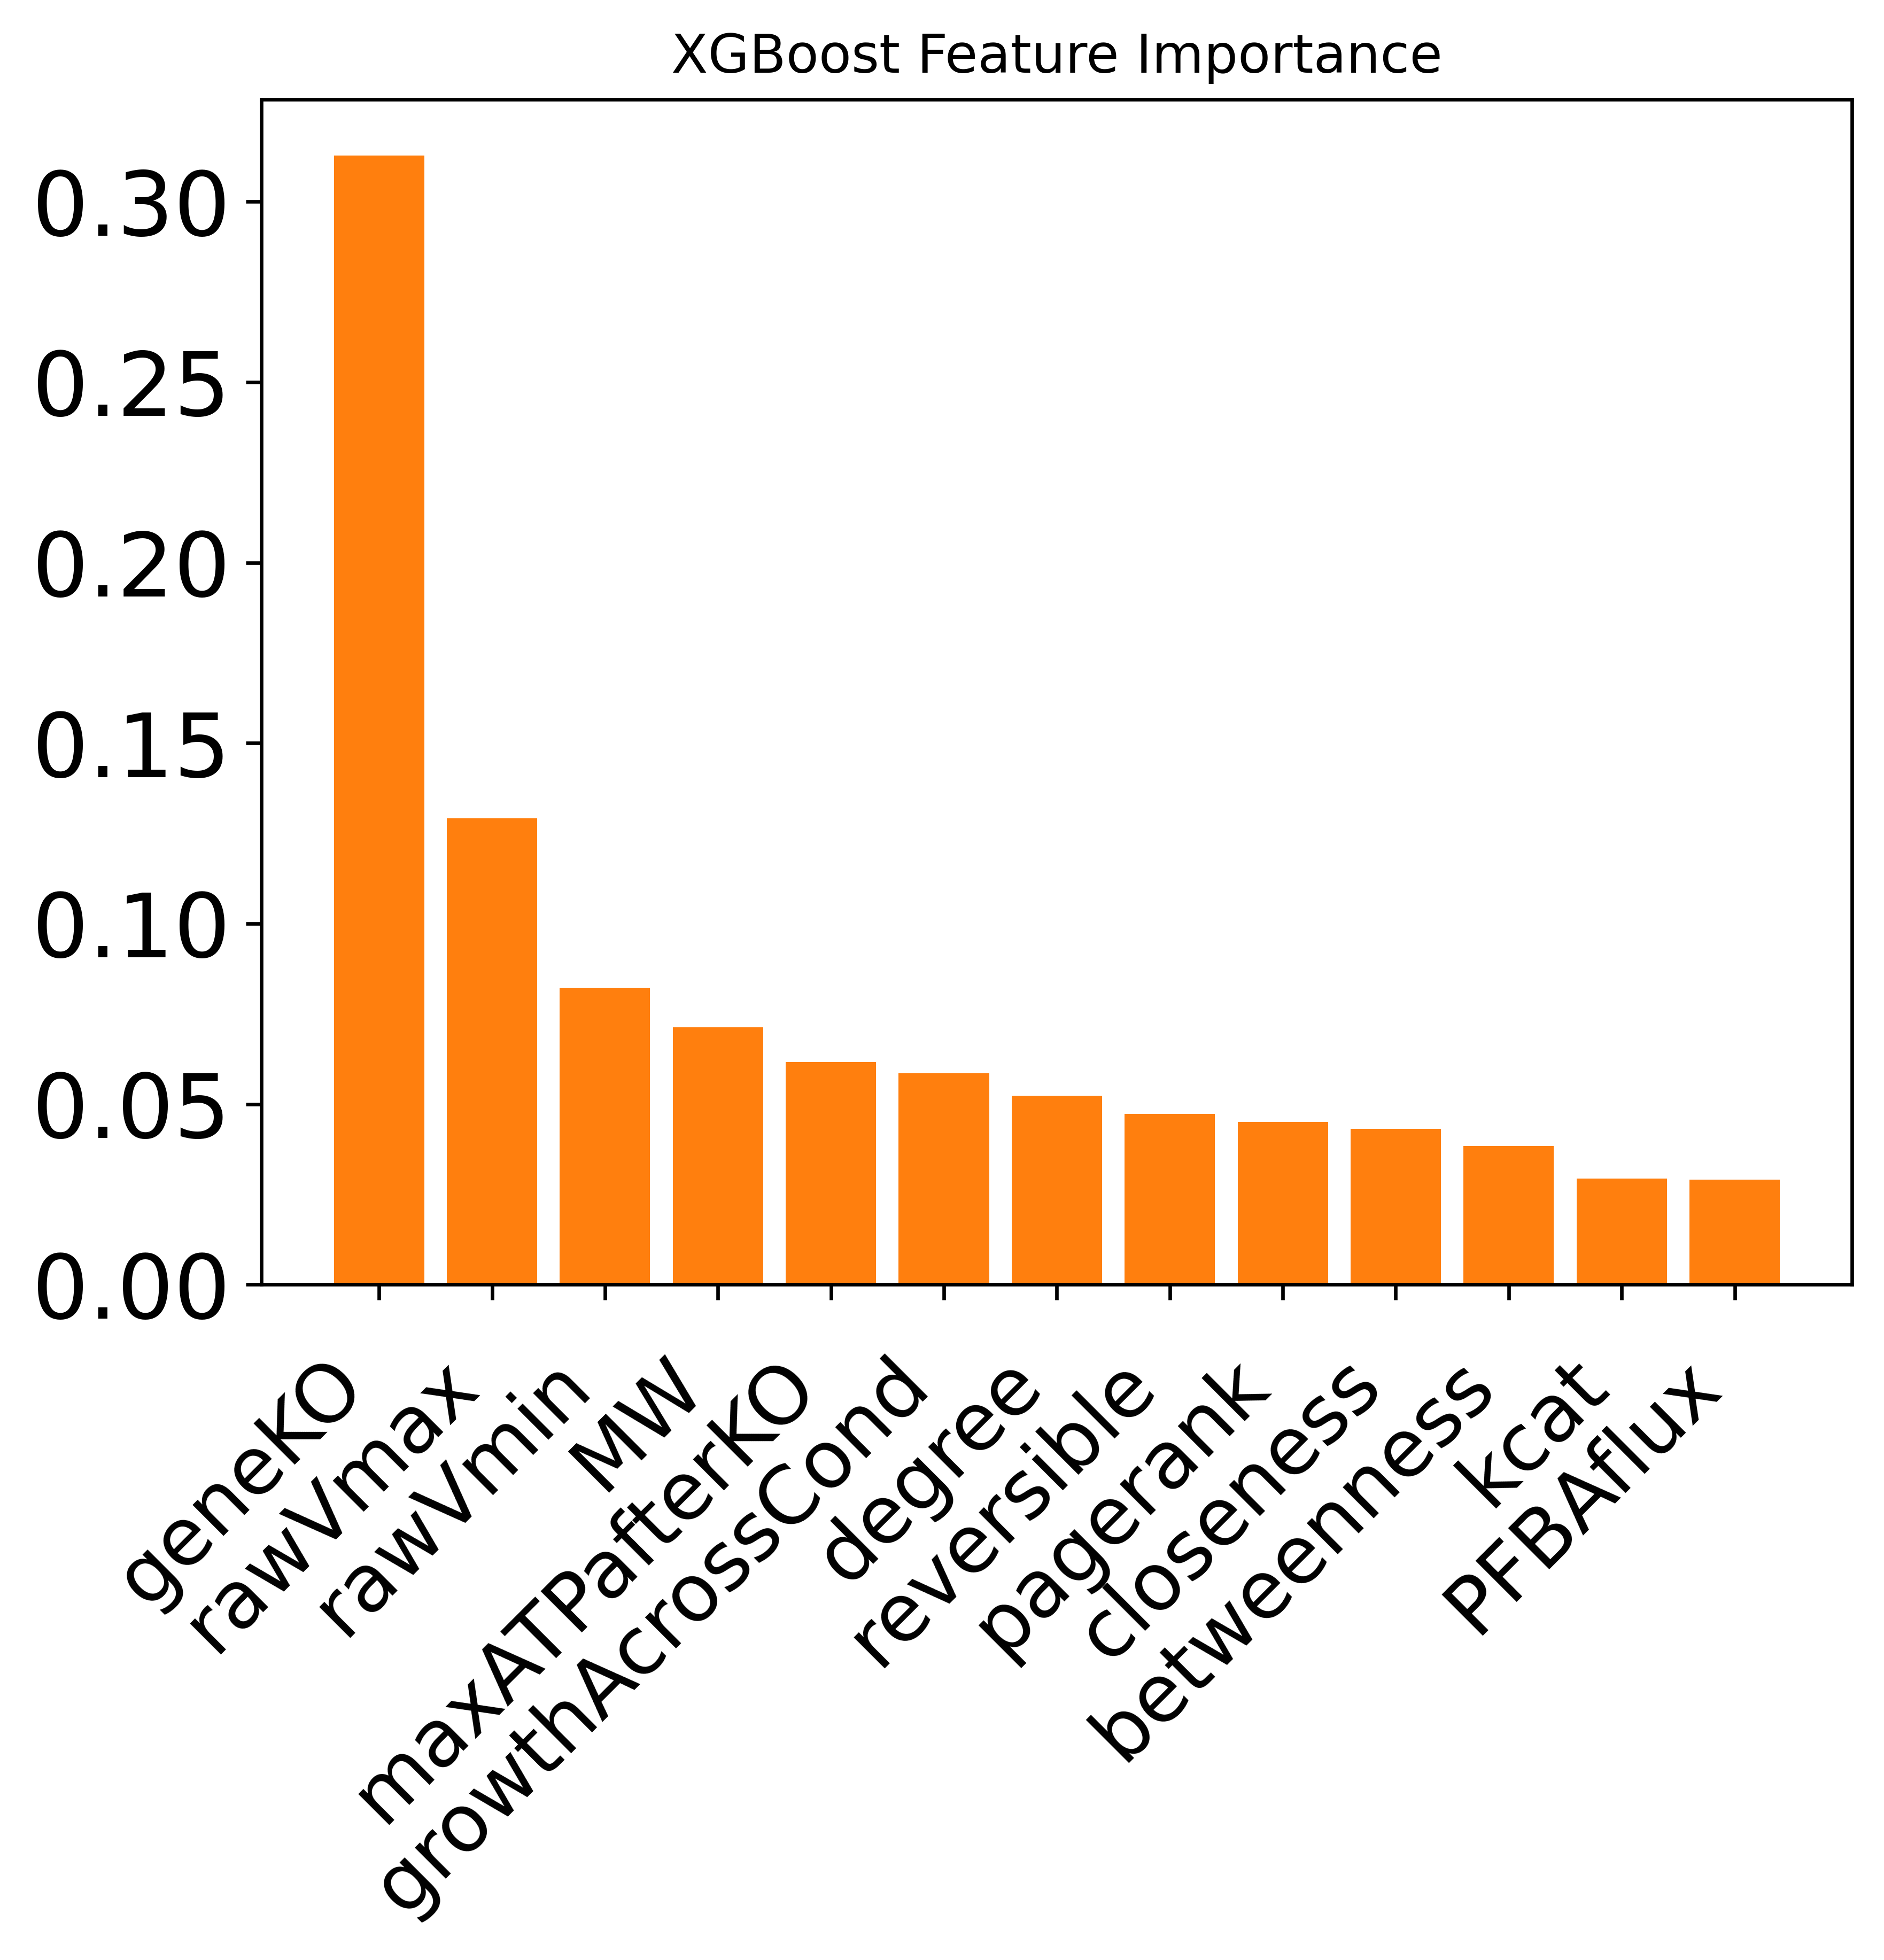 XGBoost Feature Importance
0.30
0.25
0.20
0.15
0.10
0.05
0.00
geneKO
rawVmax
rawVmin
MW
maxATPafterKO
growthAcrossCond
degree
reversible
pagerank
closeness
betweenness
kcat
PFBAflux